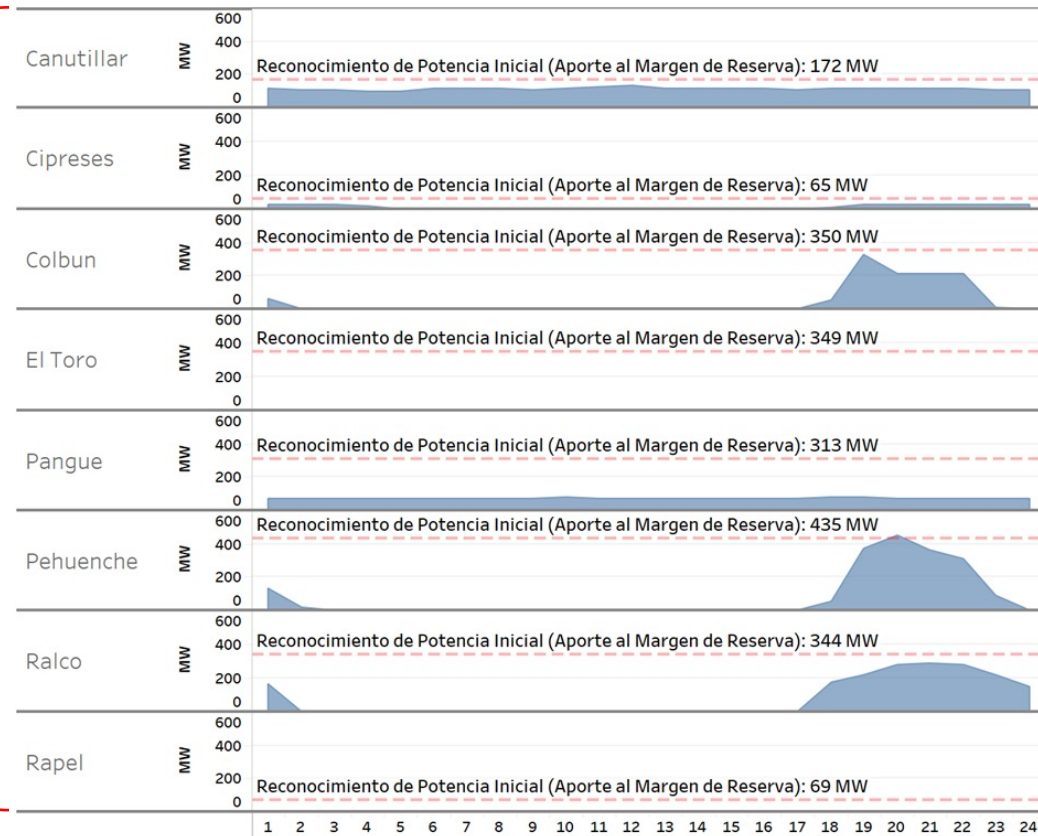 600
400
Canutillar
MW
Reconocimiento de Potencia Inicial (Aporte al Margen de Reserva): 172 MW
200
0
600
400
Cipreses
MW
200
Reconocimiento de Potencia Inicial (Aporte al Margen de Reserva): 65 MW
0
600
Reconocimiento de Potencia Inicial (Aporte al Margen de Reserva): 350 MW
400
Colbun
MW
200
0
600
Reconocimiento de Potencia Inicial (Aporte al Margen de Reserva): 349 MW
400
El Toro
MW
200
0
600
400
Reconocimiento de Potencia Inicial (Aporte al Margen de Reserva): 313 MW
Pangue
MW
200
0
600
Reconocimiento de Potencia Inicial (Aporte al Margen de Reserva): 435 MW
400
Pehuenche
MW
200
0
600
400
Reconocimiento de Potencia Inicial (Aporte al Margen de Reserva): 344 MW
Ralco
MW
200
0
600
400
Rapel
MW
200
Reconocimiento de Potencia Inicial (Aporte al Margen de Reserva): 69 MW
0
1 2 3 4 5 6 7 8 9 10 11 12 13 14 15 16 17 18 19 20 21 22 23 24